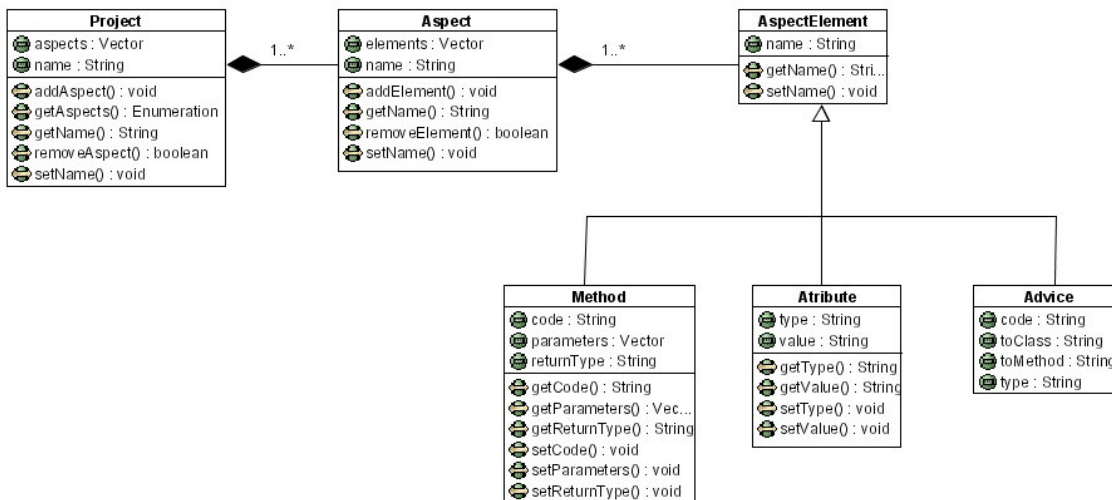 Project
aspects : Vector
name : String
addAspect() : void
getAspects() : Enumeration
getName() : String
removeAspect() : boolean
setName() : void
1..*
Aspect
elements : Vector
name : String
addElement() : void
getName() : String
removeElement() : boolean
setName() : void
1..*
AspectElement
name : String
getName() : Stri...
setName() : void
Method
code : String
parameters : Vector
returnType : String
getCode() : String
getParameters() : Vec...
getReturnType() : String
setCode() : void
setParameters() : void
setReturnType() : void
Atribute
type : String
value : String
getType() : String
getValue() : String
setType() : void
setValue() : void
Advice
code : String
toClass : String
toMethod : String
type : String